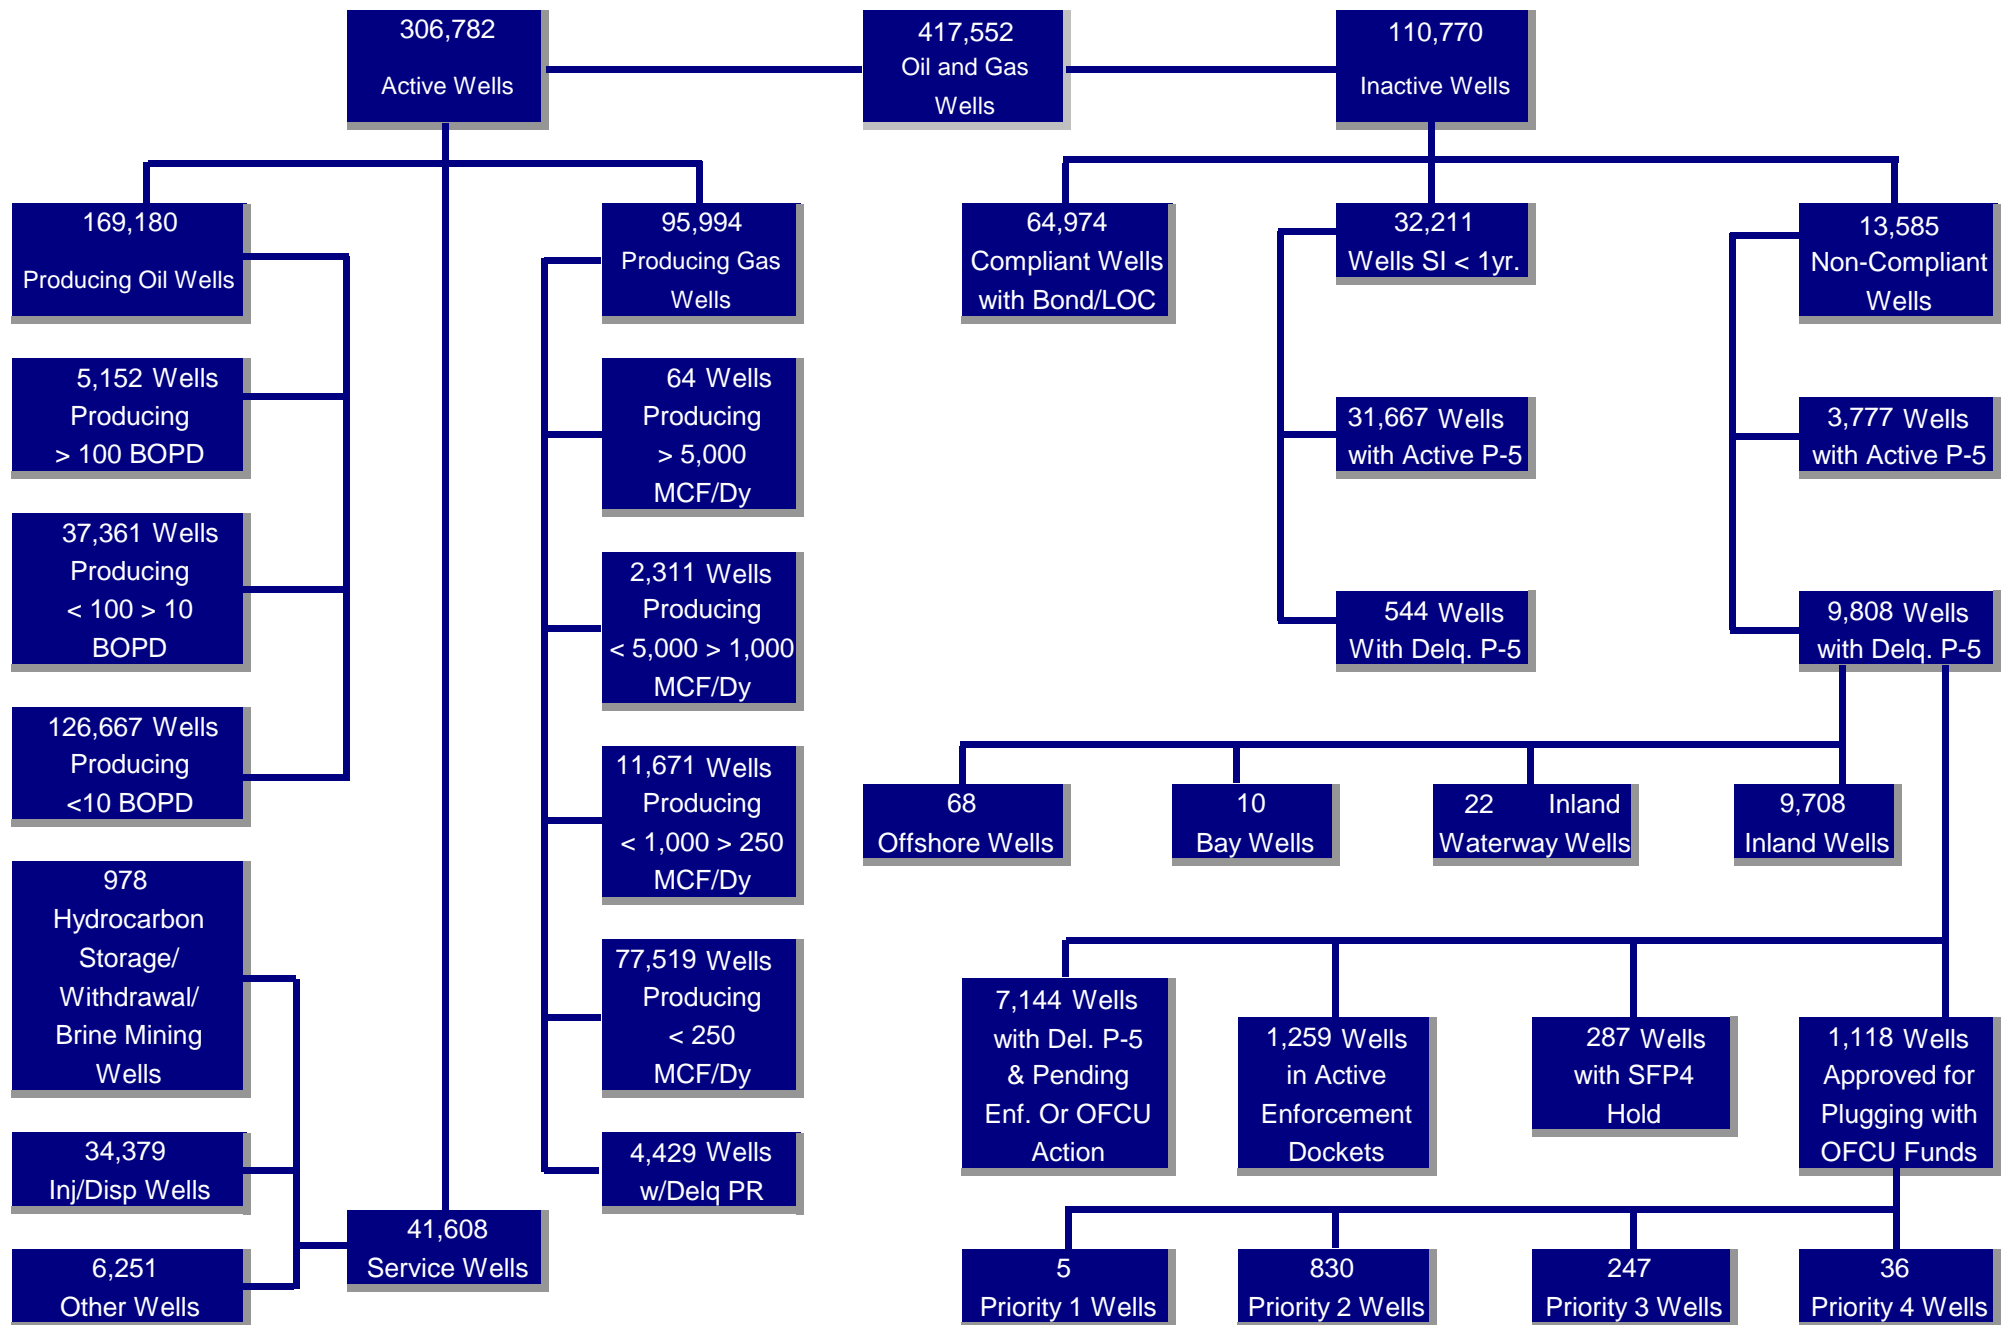 306,782
Active Wells
417,552
Oil and Gas
Wells
110,770
Inactive Wells
169,180
Producing Oil Wells
95,994
Producing Gas
Wells
64,974
Compliant Wells
with Bond/LOC
32,211
Wells SI < 1yr.
13,585
Non-Compliant
Wells
5,152 Wells
Producing
> 100 BOPD
64 Wells
Producing
> 5,000
MCF/Dy
31,667 Wells
with Active P-5
3,777 Wells
with Active P-5
37,361 Wells
Producing
< 100 > 10
BOPD
2,311 Wells
Producing
< 5,000 > 1,000
MCF/Dy
544 Wells
With Delq. P-5
9,808 Wells
with Delq. P-5
126,667 Wells
Producing
<10 BOPD
11,671 Wells
Producing
< 1,000 > 250
MCF/Dy
68
Offshore Wells
10
Bay Wells
22 Inland
Waterway Wells
9,708
Inland Wells
978
Hydrocarbon
Storage/
Withdrawal/
Brine Mining
Wells
77,519 Wells
Producing
< 250
MCF/Dy
7,144 Wells
with Del. P-5
& Pending
Enf. Or OFCU
Action
1,259 Wells
in Active
Enforcement
Dockets
287 Wells
with SFP4
Hold
1,118 Wells
Approved for
Plugging with
OFCU Funds
34,379
Inj/Disp Wells
4,429 Wells
w/Delq PR
41,608
Service Wells
6,251
Other Wells
5
Priority 1 Wells
830
Priority 2 Wells
247
Priority 3 Wells
36
Priority 4 Wells